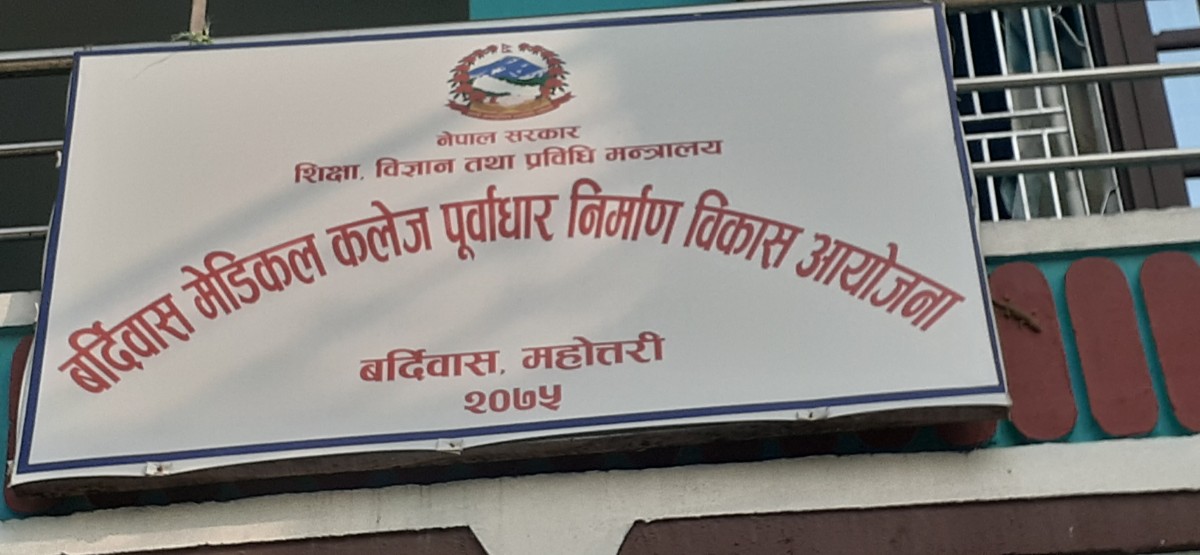 नेपाल सरकार
शिक्षा, विज्ञान तथा प्रविधि मन्त्रालय
बर्दिवास मेडिकल कलेज पूर्वाधार निर्माण विकास आयोजना
बर्दिवास, महोत्तरी
२०७५